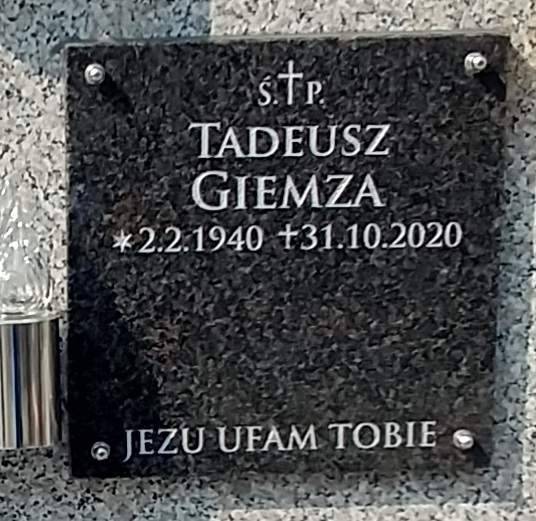 Ś.†P.
TADEUSZ
GIEMZA
*2.2.1940 †31.10.2020
JEZU UFAM TOBIE